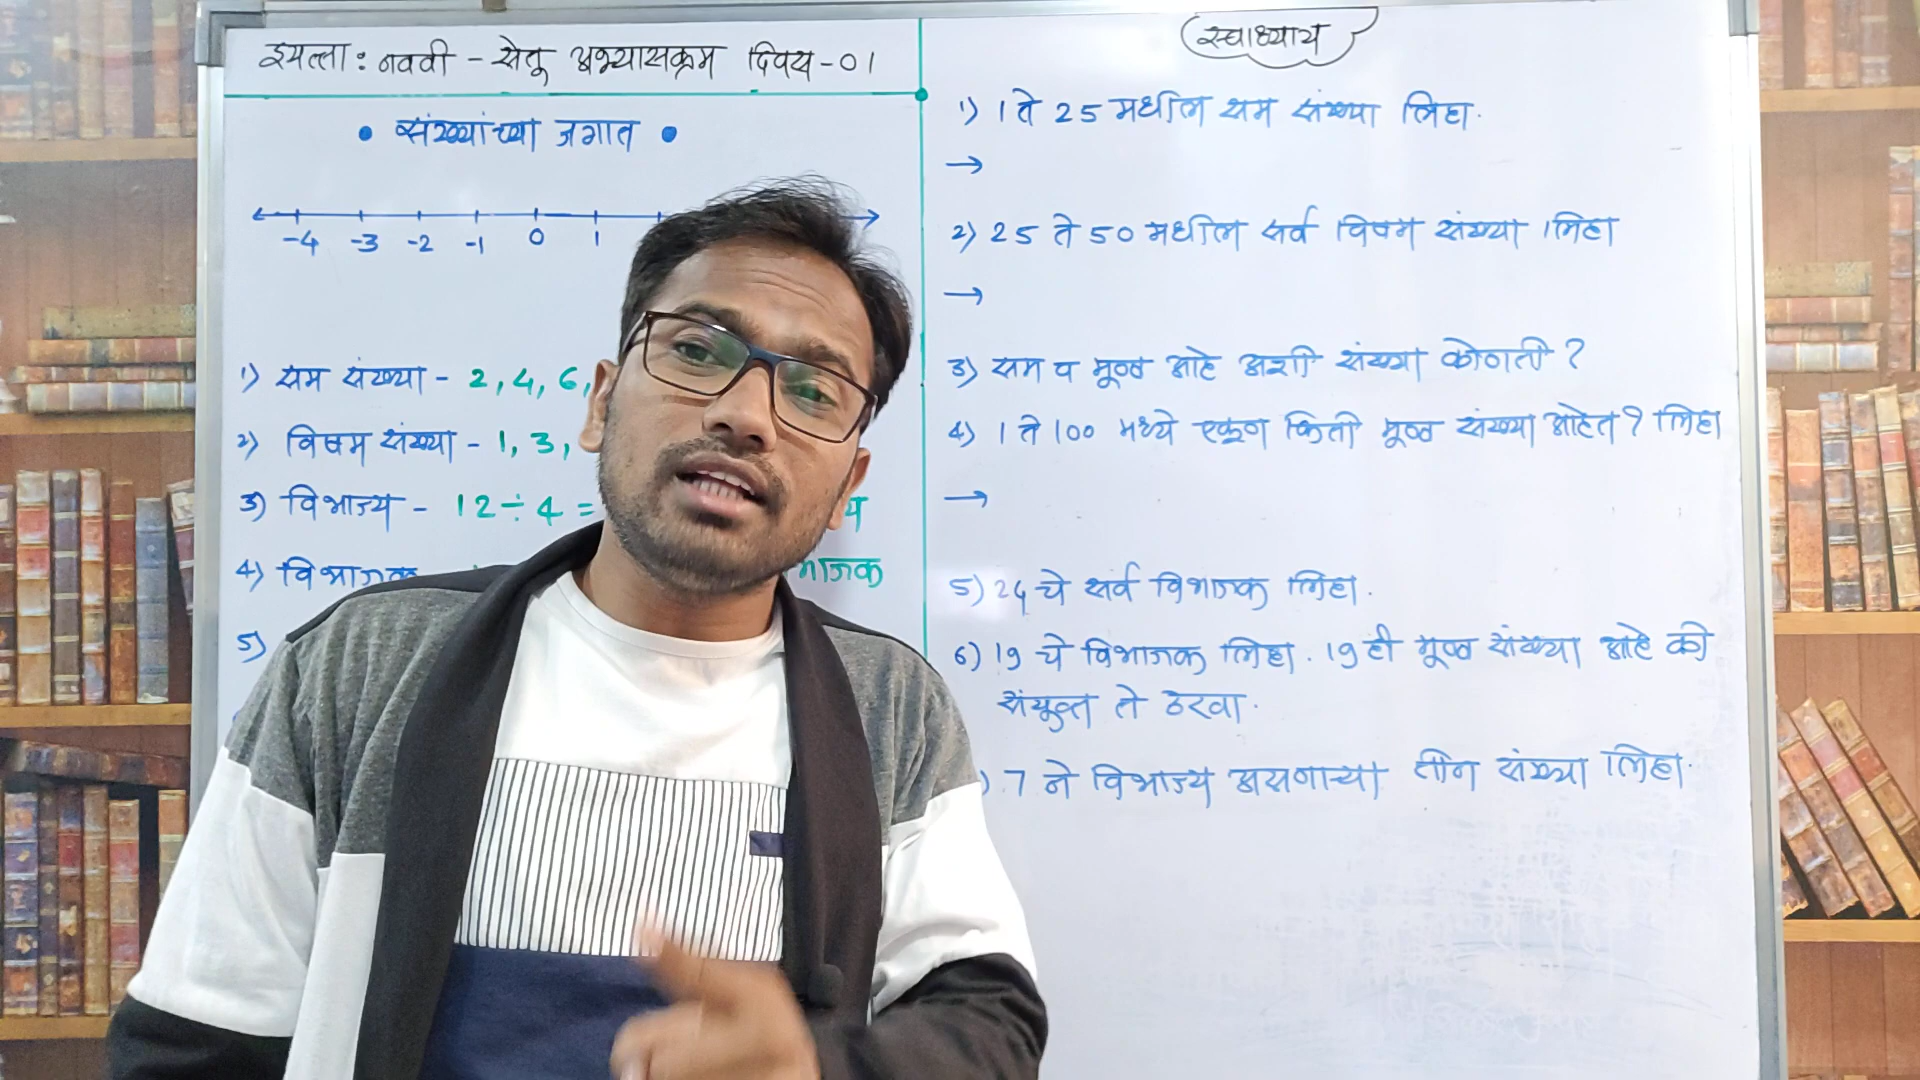 इयत्ता : नववी - सेतू अभ्यासक्रम दिवस - 01
• संख्यांच्या जगात •
-4 -3 -2 -1 0 1
1) सम संख्या - 2, 4, 6,
2) विषम संख्या - 1, 3,
3) विभाज्य - 12 ÷ 4 =
4) विभाजक
5)
स्वाध्याय
1) 1 ते 25 मधील सम संख्या लिहा.
→
2) 25 ते 50 मधील सर्व विषम संख्या लिहा
→
3) सम व मूळ आहे अशी संख्या कोणती ?
4) 1 ते 100 मध्ये एकूण किती मूळ संख्या आहेत ? लिहा
→
5) 24 चे सर्व विभाजक लिहा.
6) 19 चे विभाजक लिहा. 19 ही मूळ संख्या आहे की
संयुक्त ते ठरवा.
) 7 ने विभाज्य असणाऱ्या तीन संख्या लिहा.